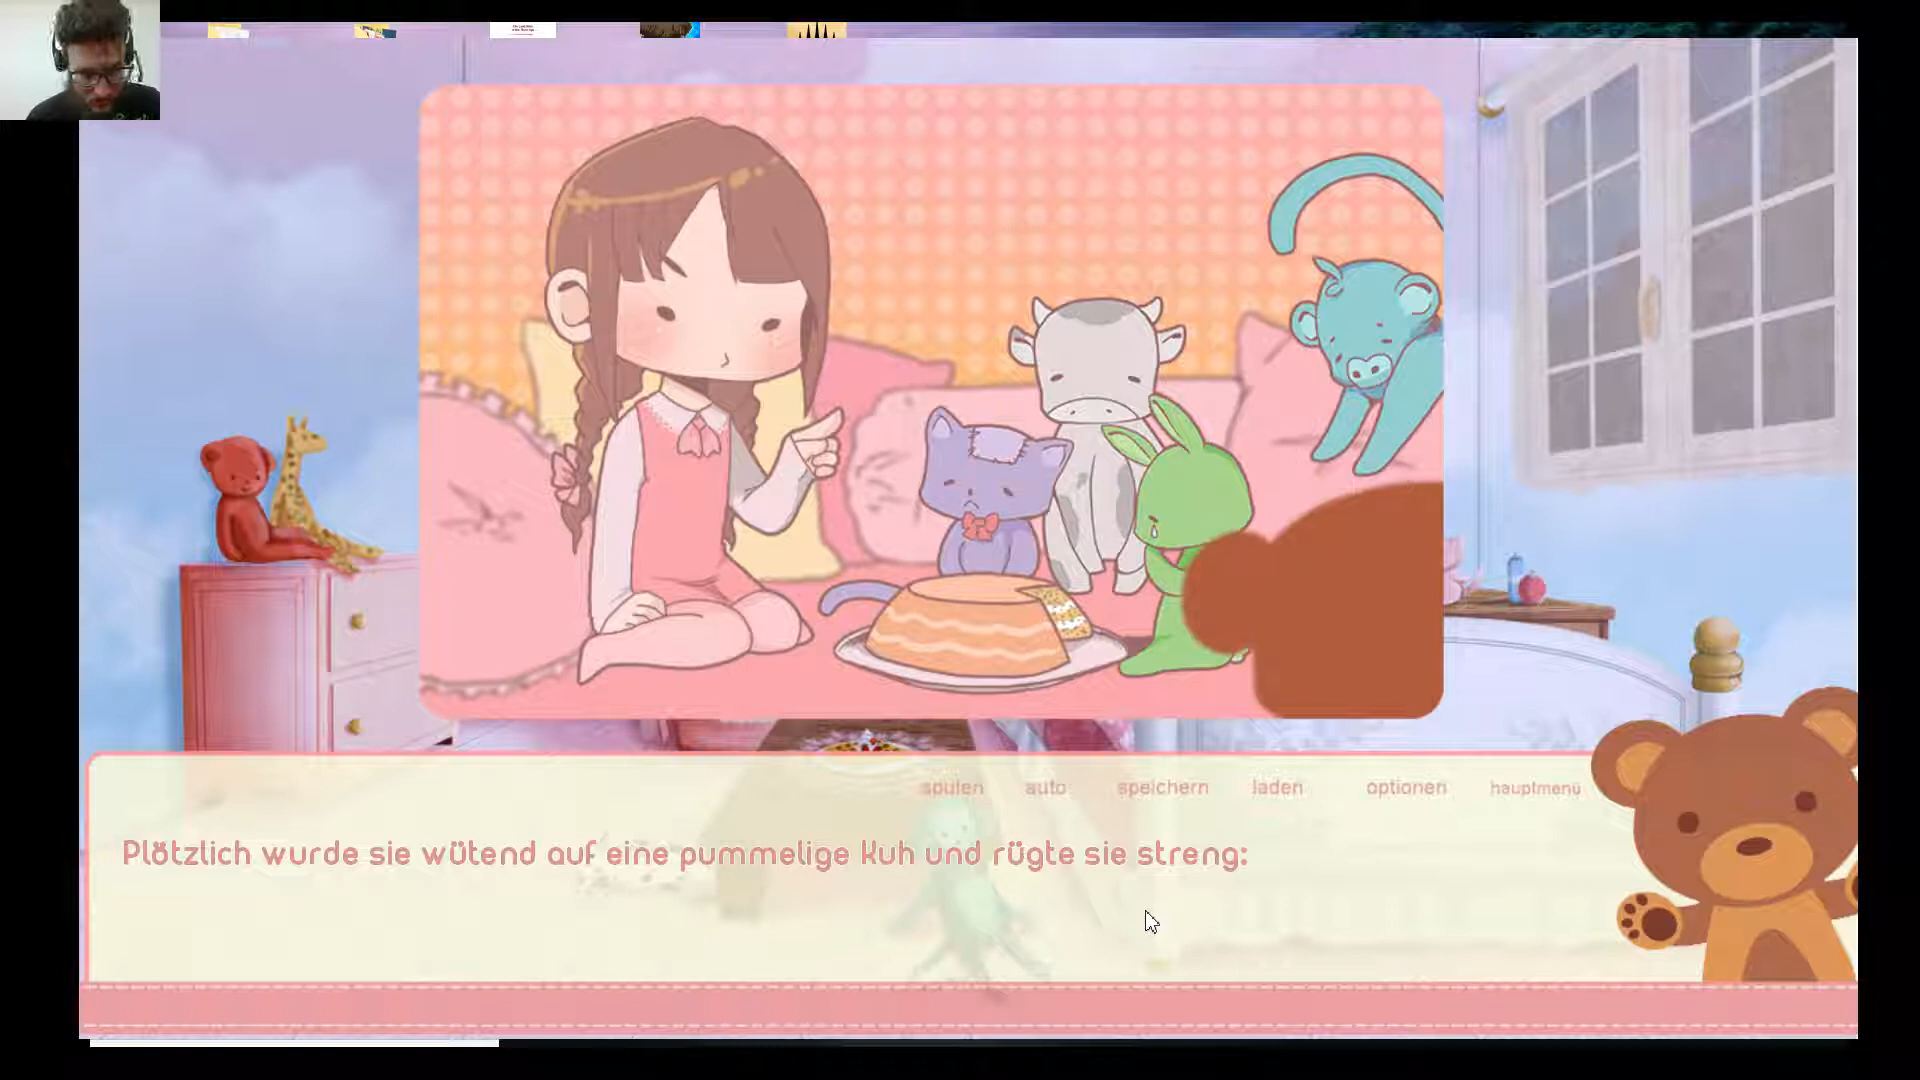 spulen auto speichern laden optionen hauptmenü
Plötzlich wurde sie wütend auf eine pummelige Kuh und rügte sie streng: